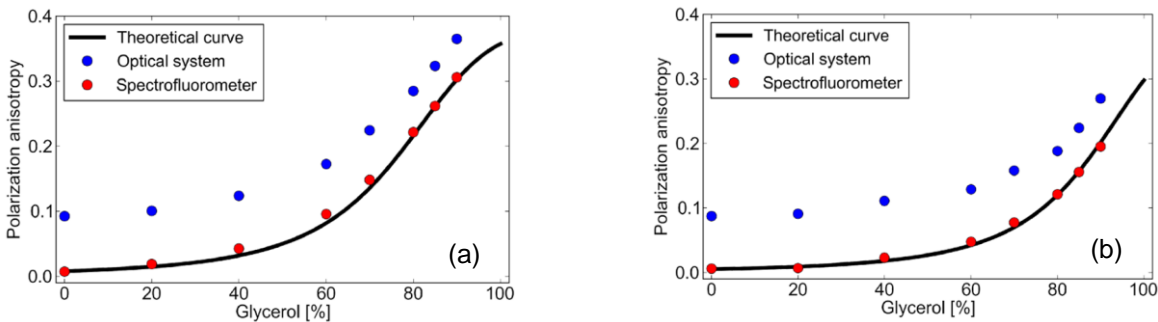 0.4
0.3
0.2
0.1
0.0
Polarization anisotropy
Theoretical curve
Optical system
Spectrofluorometer
(a)
0 20 40 60 80 100
Glycerol [%]
0.4
0.3
0.2
0.1
0.0
Polarization anisotropy
Theoretical curve
Optical system
Spectrofluorometer
(b)
0 20 40 60 80 100
Glycerol [%]